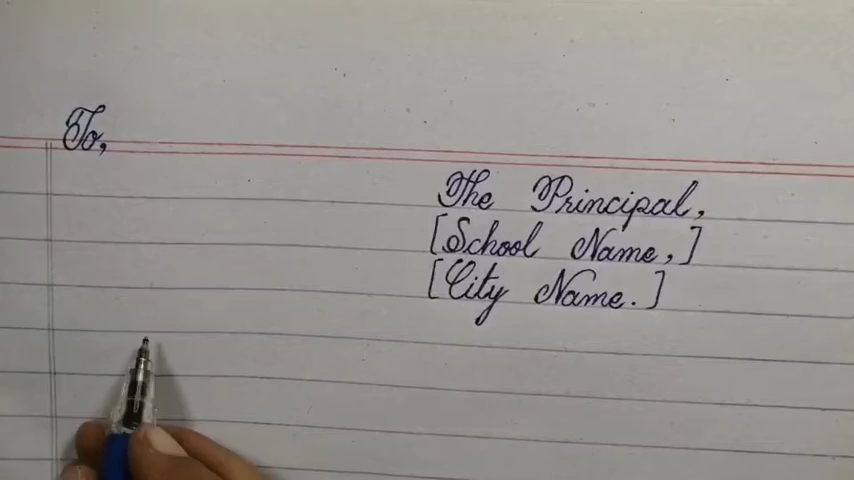 To,
The Principal,
[School Name,]
[City Name.]